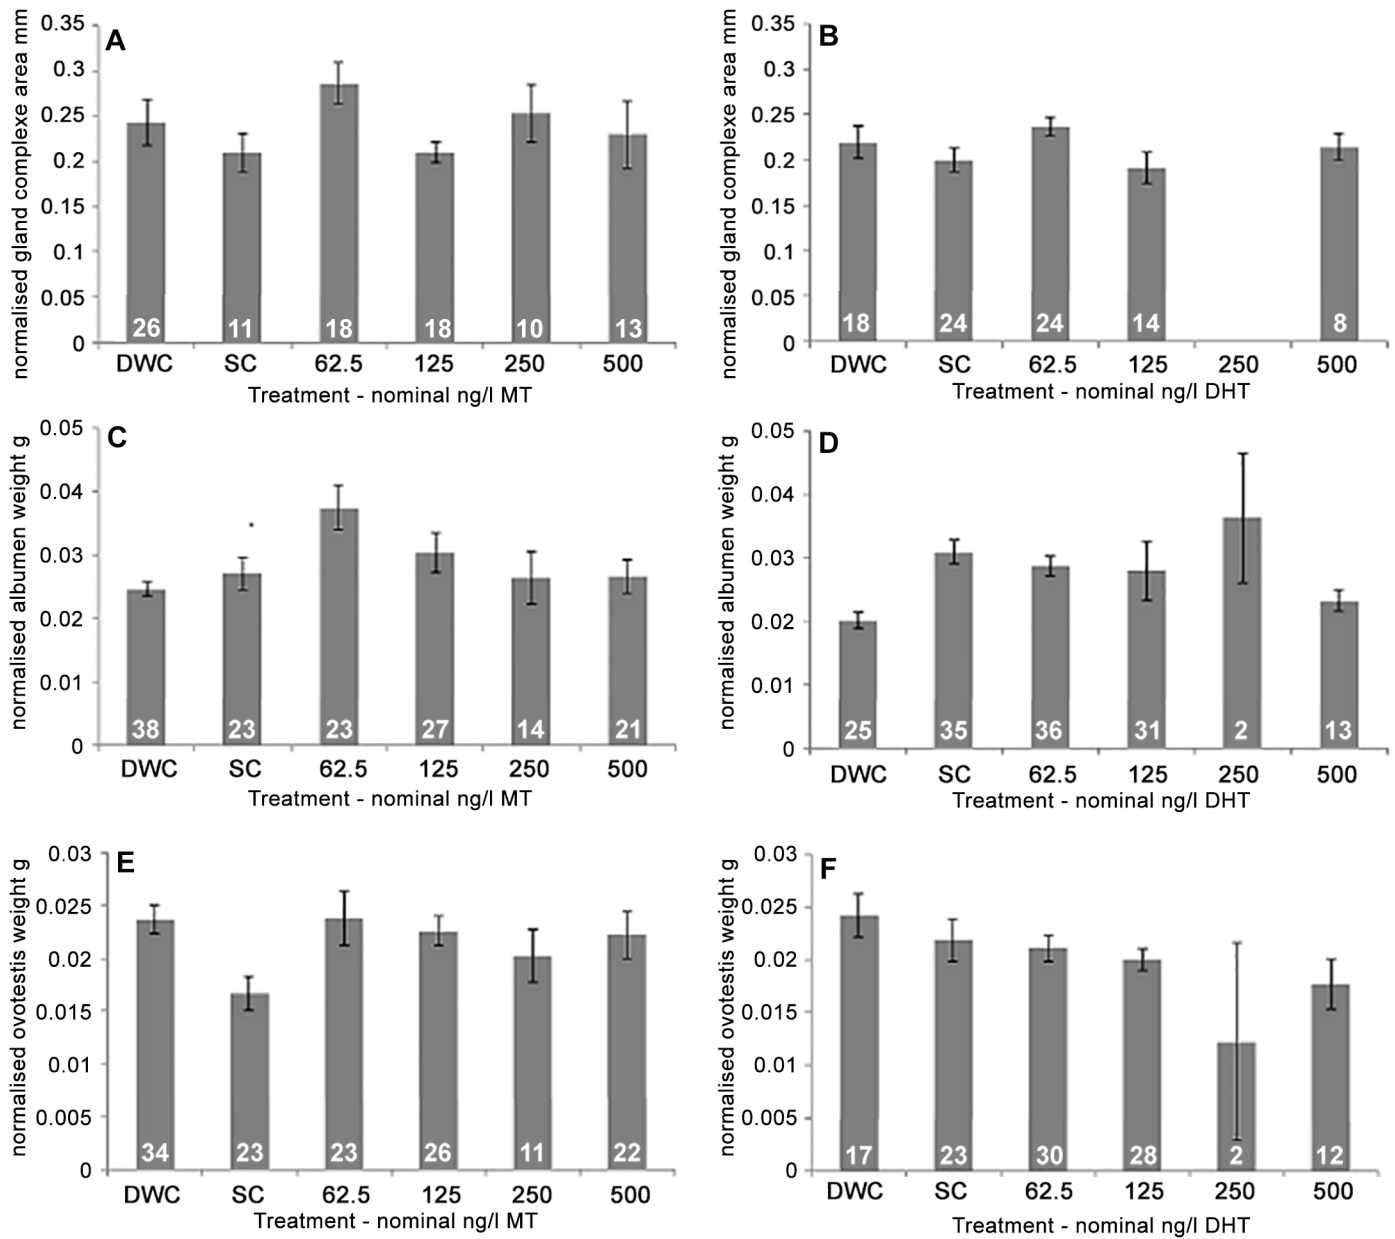 A
normalised gland complexe area mm
0.35
0.3
0.25
0.2
0.15
0.1
0.05
0
26 11 18 18 10 13
DWC SC 62.5 125 250 500
Treatment - nominal ng/l MT
B
normalised gland complexe area mm
0.35
0.3
0.25
0.2
0.15
0.1
0.05
0
18 24 24 14 8
DWC SC 62.5 125 250 500
Treatment - nominal ng/l DHT
C
normalised albumen weight g
0.05
0.04
0.03
0.02
0.01
0
38 23 23 27 14 21
DWC SC 62.5 125 250 500
Treatment - nominal ng/l MT
D
normalised albumen weight g
0.05
0.04
0.03
0.02
0.01
0
25 35 36 31 2 13
DWC SC 62.5 125 250 500
Treatment - nominal ng/l DHT
E
normalised ovotestis weight g
0.03
0.025
0.02
0.015
0.01
0.005
0
34 23 23 26 11 22
DWC SC 62.5 125 250 500
Treatment - nominal ng/l MT
F
normalised ovotestis weight g
0.03
0.025
0.02
0.015
0.01
0.005
0
17 23 30 28 2 12
DWC SC 62.5 125 250 500
Treatment - nominal ng/l DHT